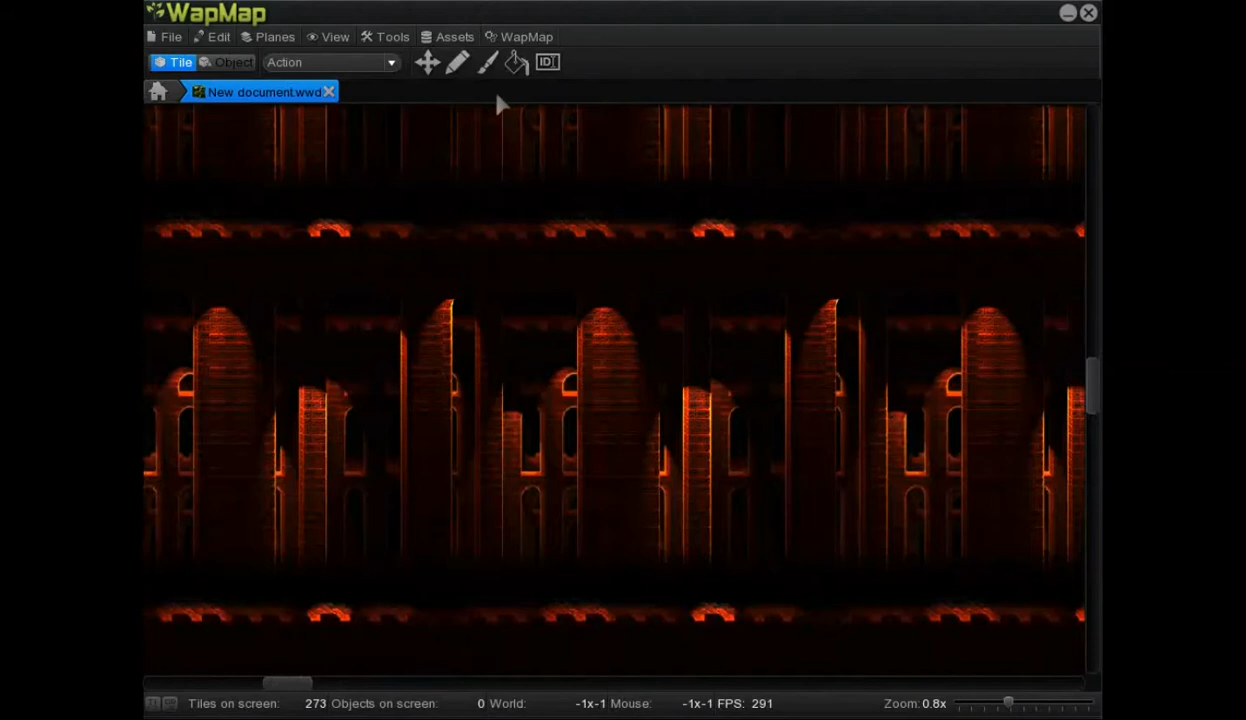 WapMap
File Edit Planes View Tools Assets WapMap
Tile Object Action ID
New document.wwd
Tiles on screen: 273 Objects on screen: 0 World: -1x-1 Mouse: -1x-1 FPS: 291 Zoom: 0.8x